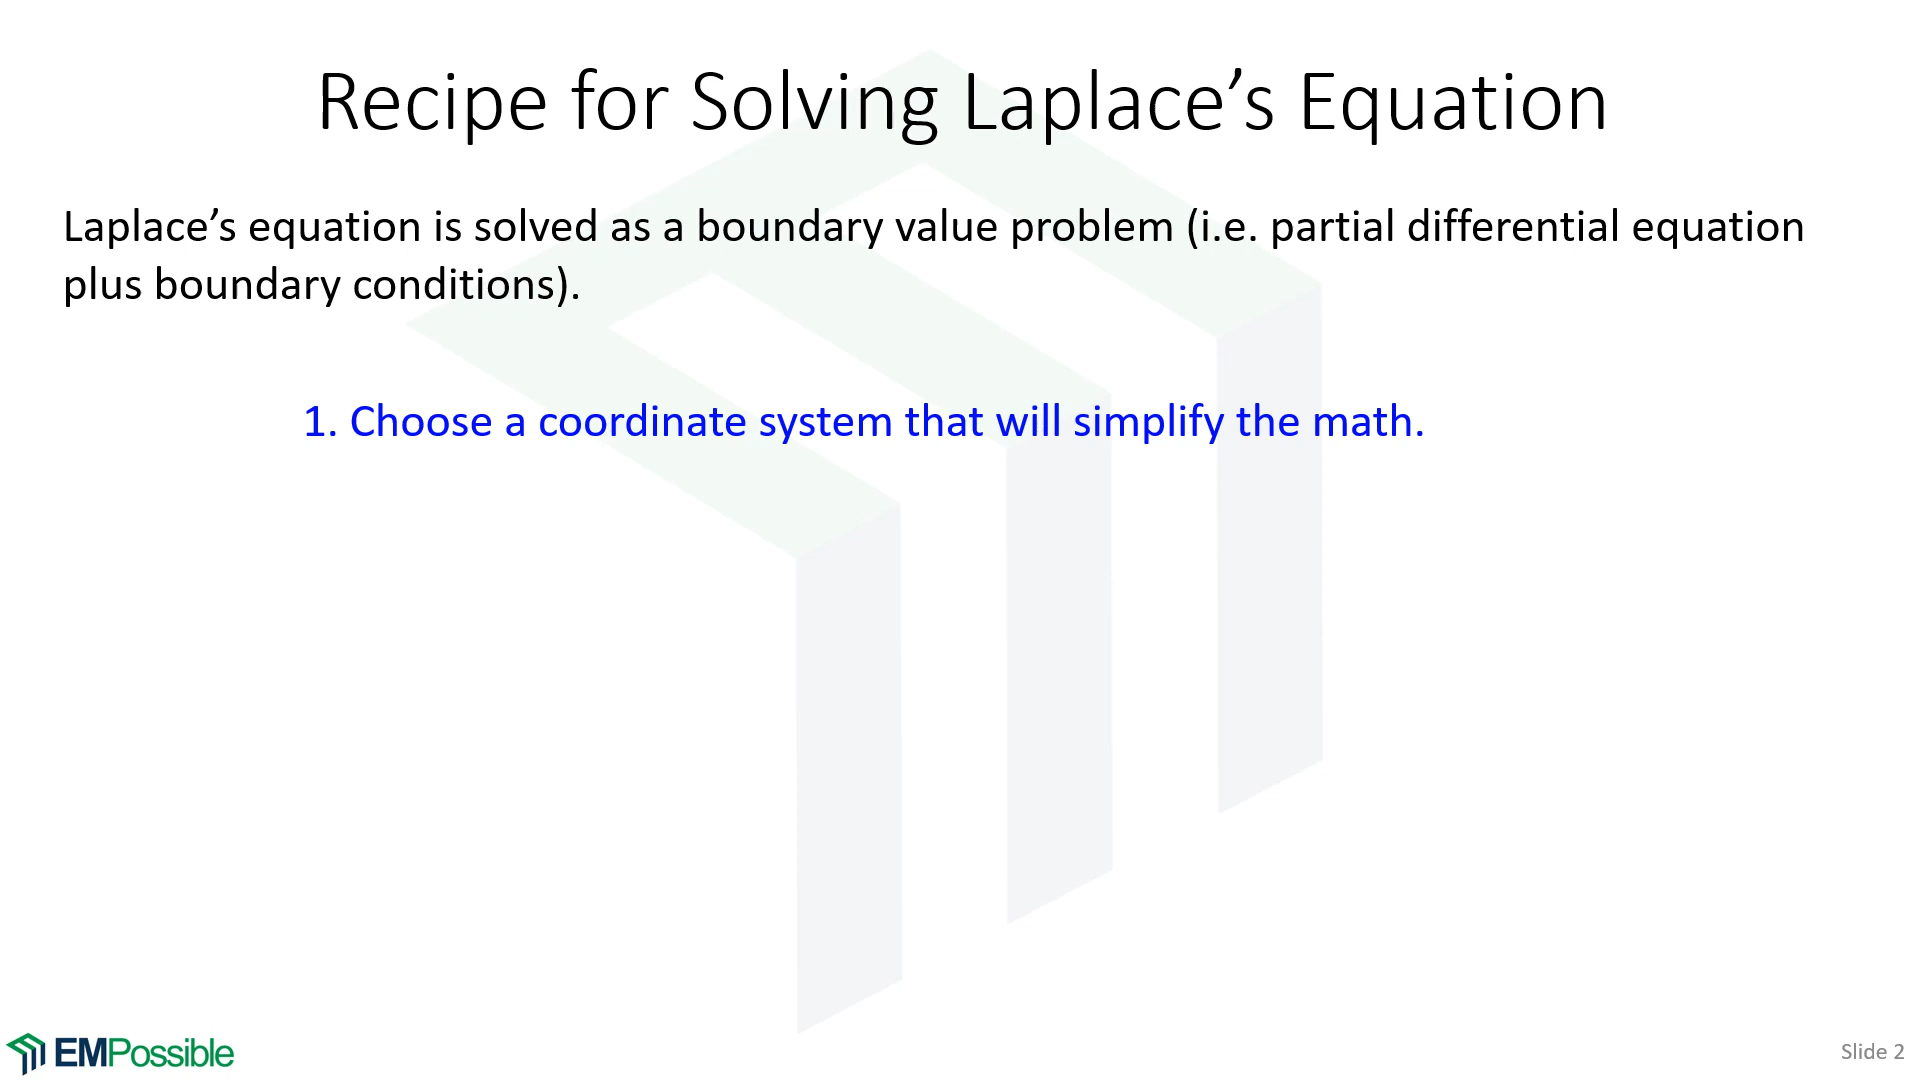 Recipe for Solving Laplace’s Equation
Laplace’s equation is solved as a boundary value problem (i.e. partial differential equation
plus boundary conditions).
1. Choose a coordinate system that will simplify the math.
EMPossible
Slide 2